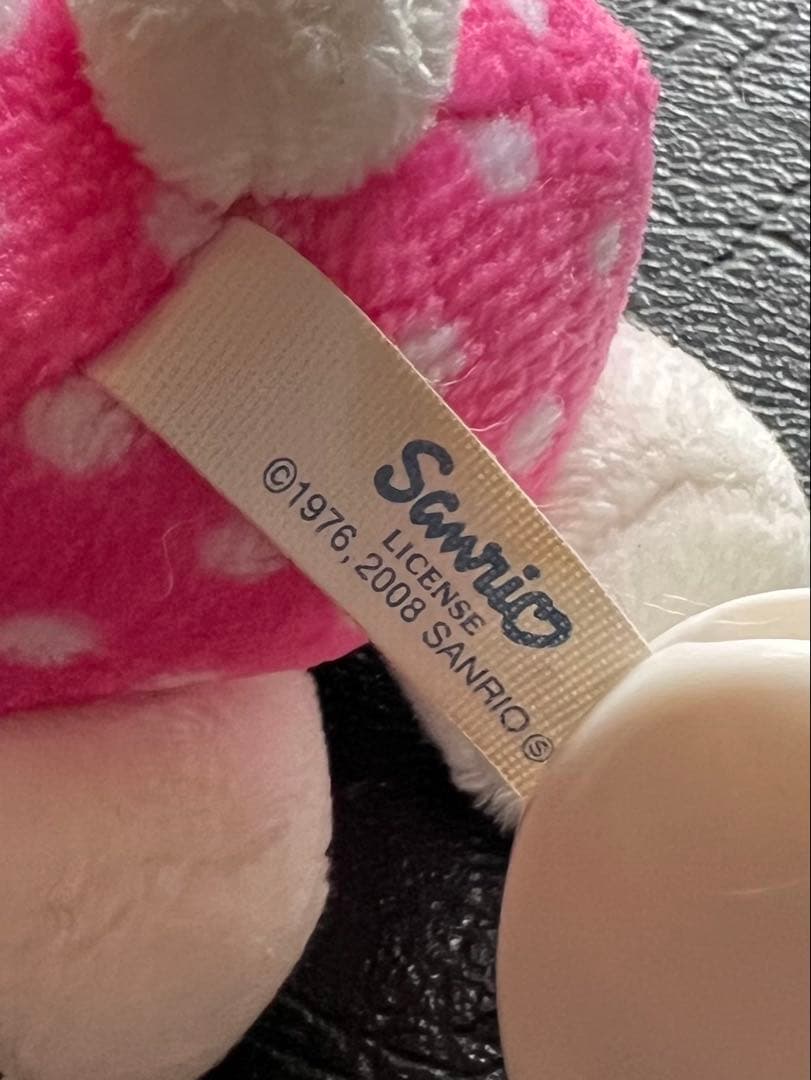 Sanrio
LICENSE
©1976, 2008 SANRIO Ⓢ